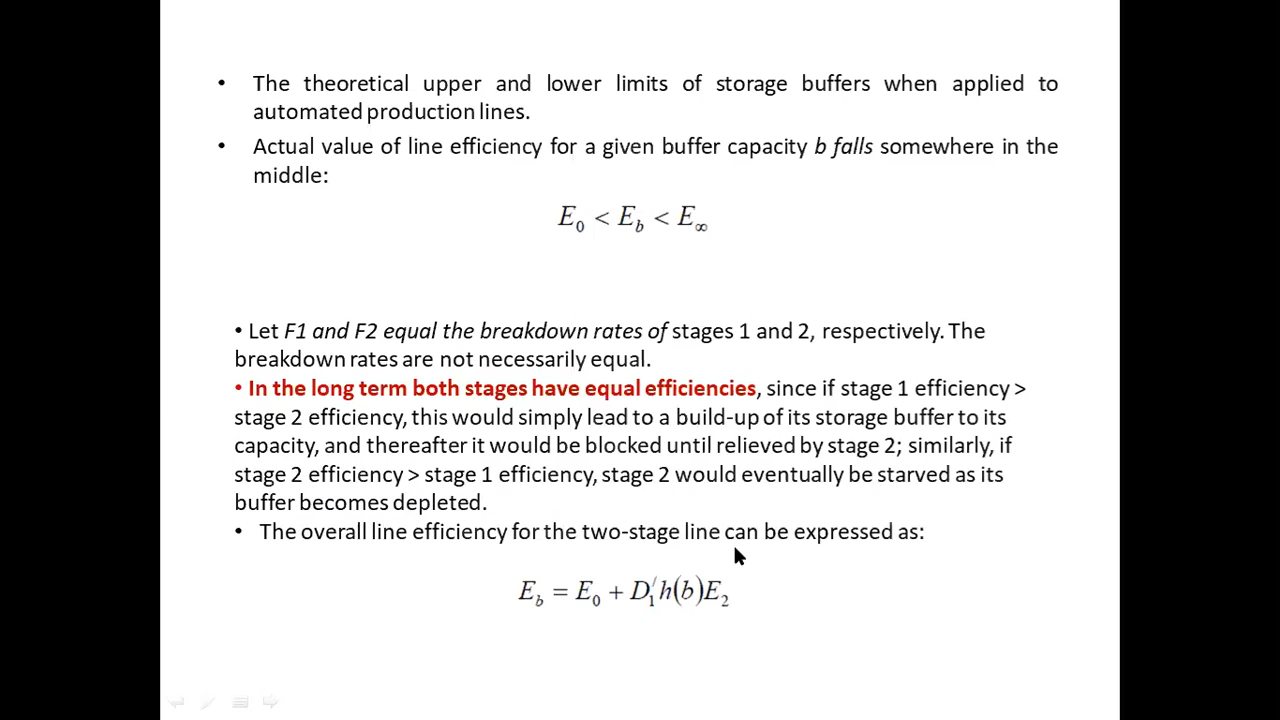 • The theoretical upper and lower limits of storage buffers when applied to
automated production lines.
• Actual value of line efficiency for a given buffer capacity b falls somewhere in the
middle:
E₀ < E_b < E_∞
• Let F1 and F2 equal the breakdown rates of stages 1 and 2, respectively. The
breakdown rates are not necessarily equal.
• In the long term both stages have equal efficiencies, since if stage 1 efficiency >
stage 2 efficiency, this would simply lead to a build-up of its storage buffer to its
capacity, and thereafter it would be blocked until relieved by stage 2; similarly, if
stage 2 efficiency > stage 1 efficiency, stage 2 would eventually be starved as its
buffer becomes depleted.
• The overall line efficiency for the two-stage line can be expressed as:
E_b = E₀ + D₁′h(b)E₂